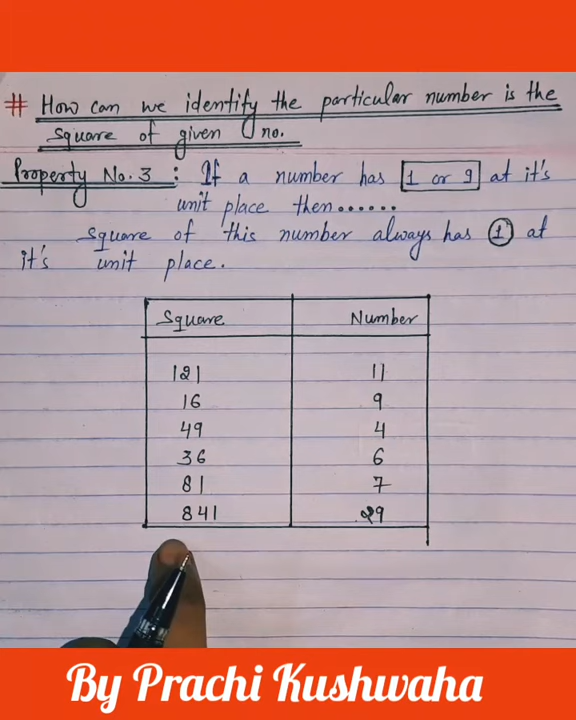 # How can we identify the particular number is the
square of given no.
Property No. 3 : If a number has 1 or 9 at it's
unit place then......
square of this number always has 1 at
it's unit place.
Square Number
121 11
16 9
49 4
36 6
81 7
841 29
By Prachi Kushwaha